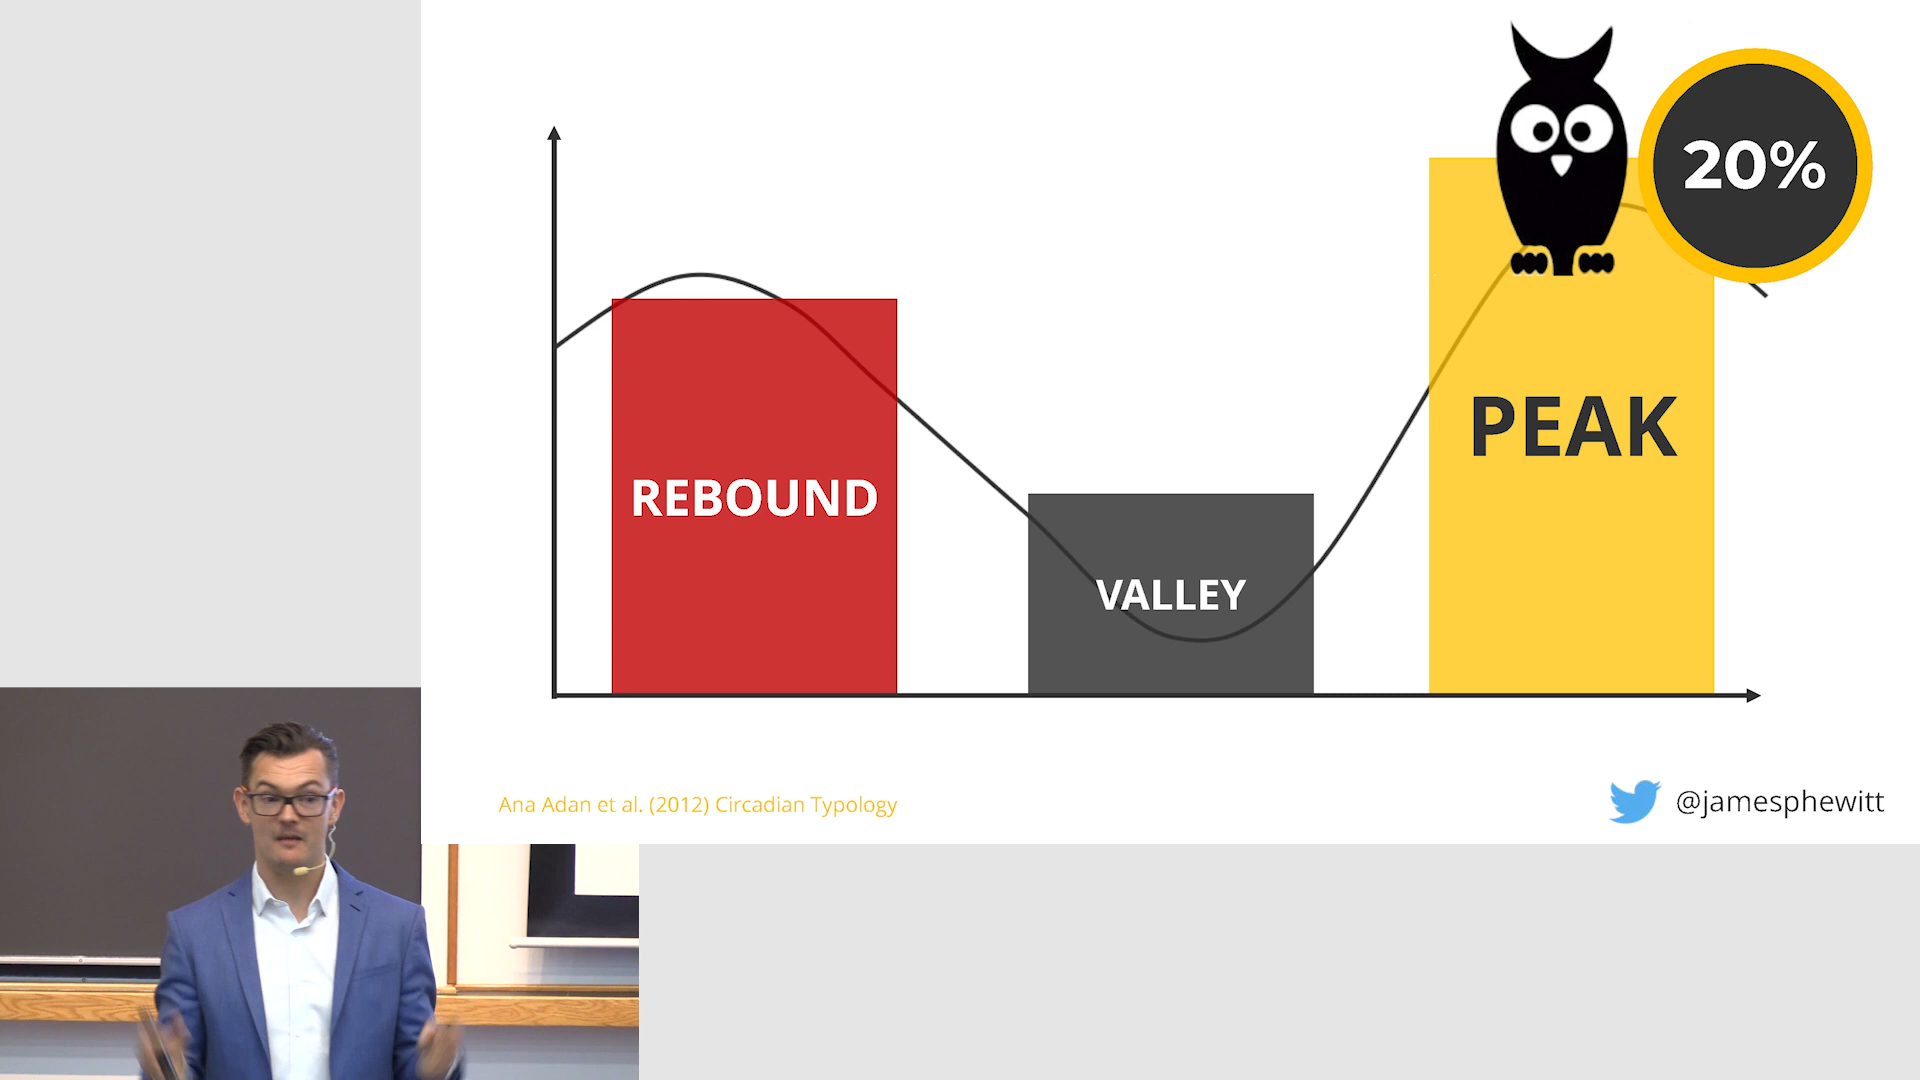 20%
PEAK
REBOUND
VALLEY
Ana Adan et al. (2012) Circadian Typology
@jamesphewitt